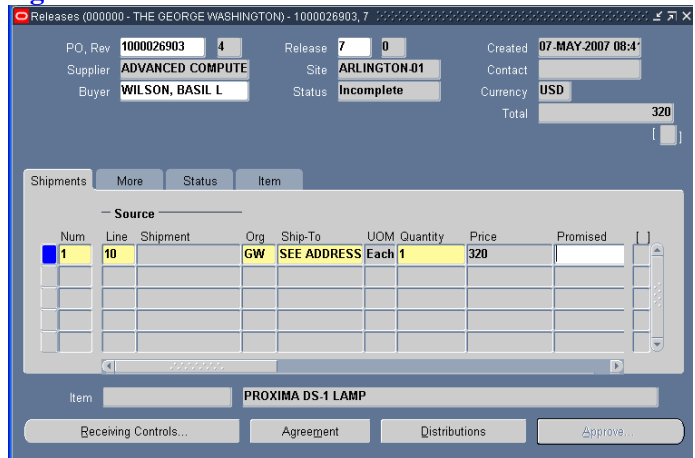 Releases (000000 - THE GEORGE WASHINGTON) - 1000026903, 7
PO, Rev 1000026903 4 Release 7 0 Created 07-MAY-2007 08:4
Supplier ADVANCED COMPUTE Site ARLINGTON-01 Contact
Buyer WILSON, BASIL L Status Incomplete Currency USD
Total 320
[ ]
Shipments More Status Item
Source
Num Line Shipment Org Ship-To UOM Quantity Price Promised [ ]
1 10 GW SEE ADDRESS Each 1 320
Item PROXIMA DS-1 LAMP
Receiving Controls... Agreement Distributions Approve...